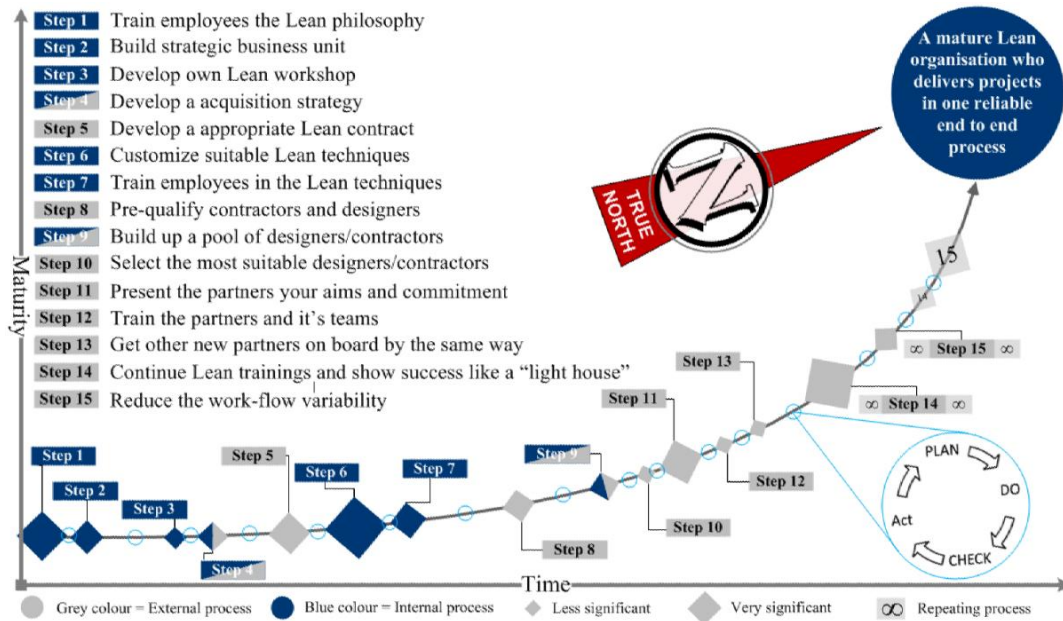 Step 1 Train employees the Lean philosophy
Step 2 Build strategic business unit
Step 3 Develop own Lean workshop
Step 4 Develop a acquisition strategy
Step 5 Develop a appropriate Lean contract
Step 6 Customize suitable Lean techniques
Step 7 Train employees in the Lean techniques
Step 8 Pre-qualify contractors and designers
Step 9 Build up a pool of designers/contractors
Step 10 Select the most suitable designers/contractors
Step 11 Present the partners your aims and commitment
Step 12 Train the partners and it's teams
Step 13 Get other new partners on board by the same way
Step 14 Continue Lean trainings and show success like a “light house”
Step 15 Reduce the work-flow variability
A mature Lean
organisation who
delivers projects
in one reliable
end to end
process
N
TRUE
NORTH
Maturity
15
14
∞ Step 15 ∞
∞ Step 14 ∞
Step 13
Step 11
Step 12
Step 10
Step 9
Step 8
Step 7
Step 6
Step 5
Step 1
Step 2
Step 3
Step 4
PLAN
DO
CHECK
Act
Time
Grey colour = External process
Blue colour = Internal process
Less significant
Very significant
∞ Repeating process